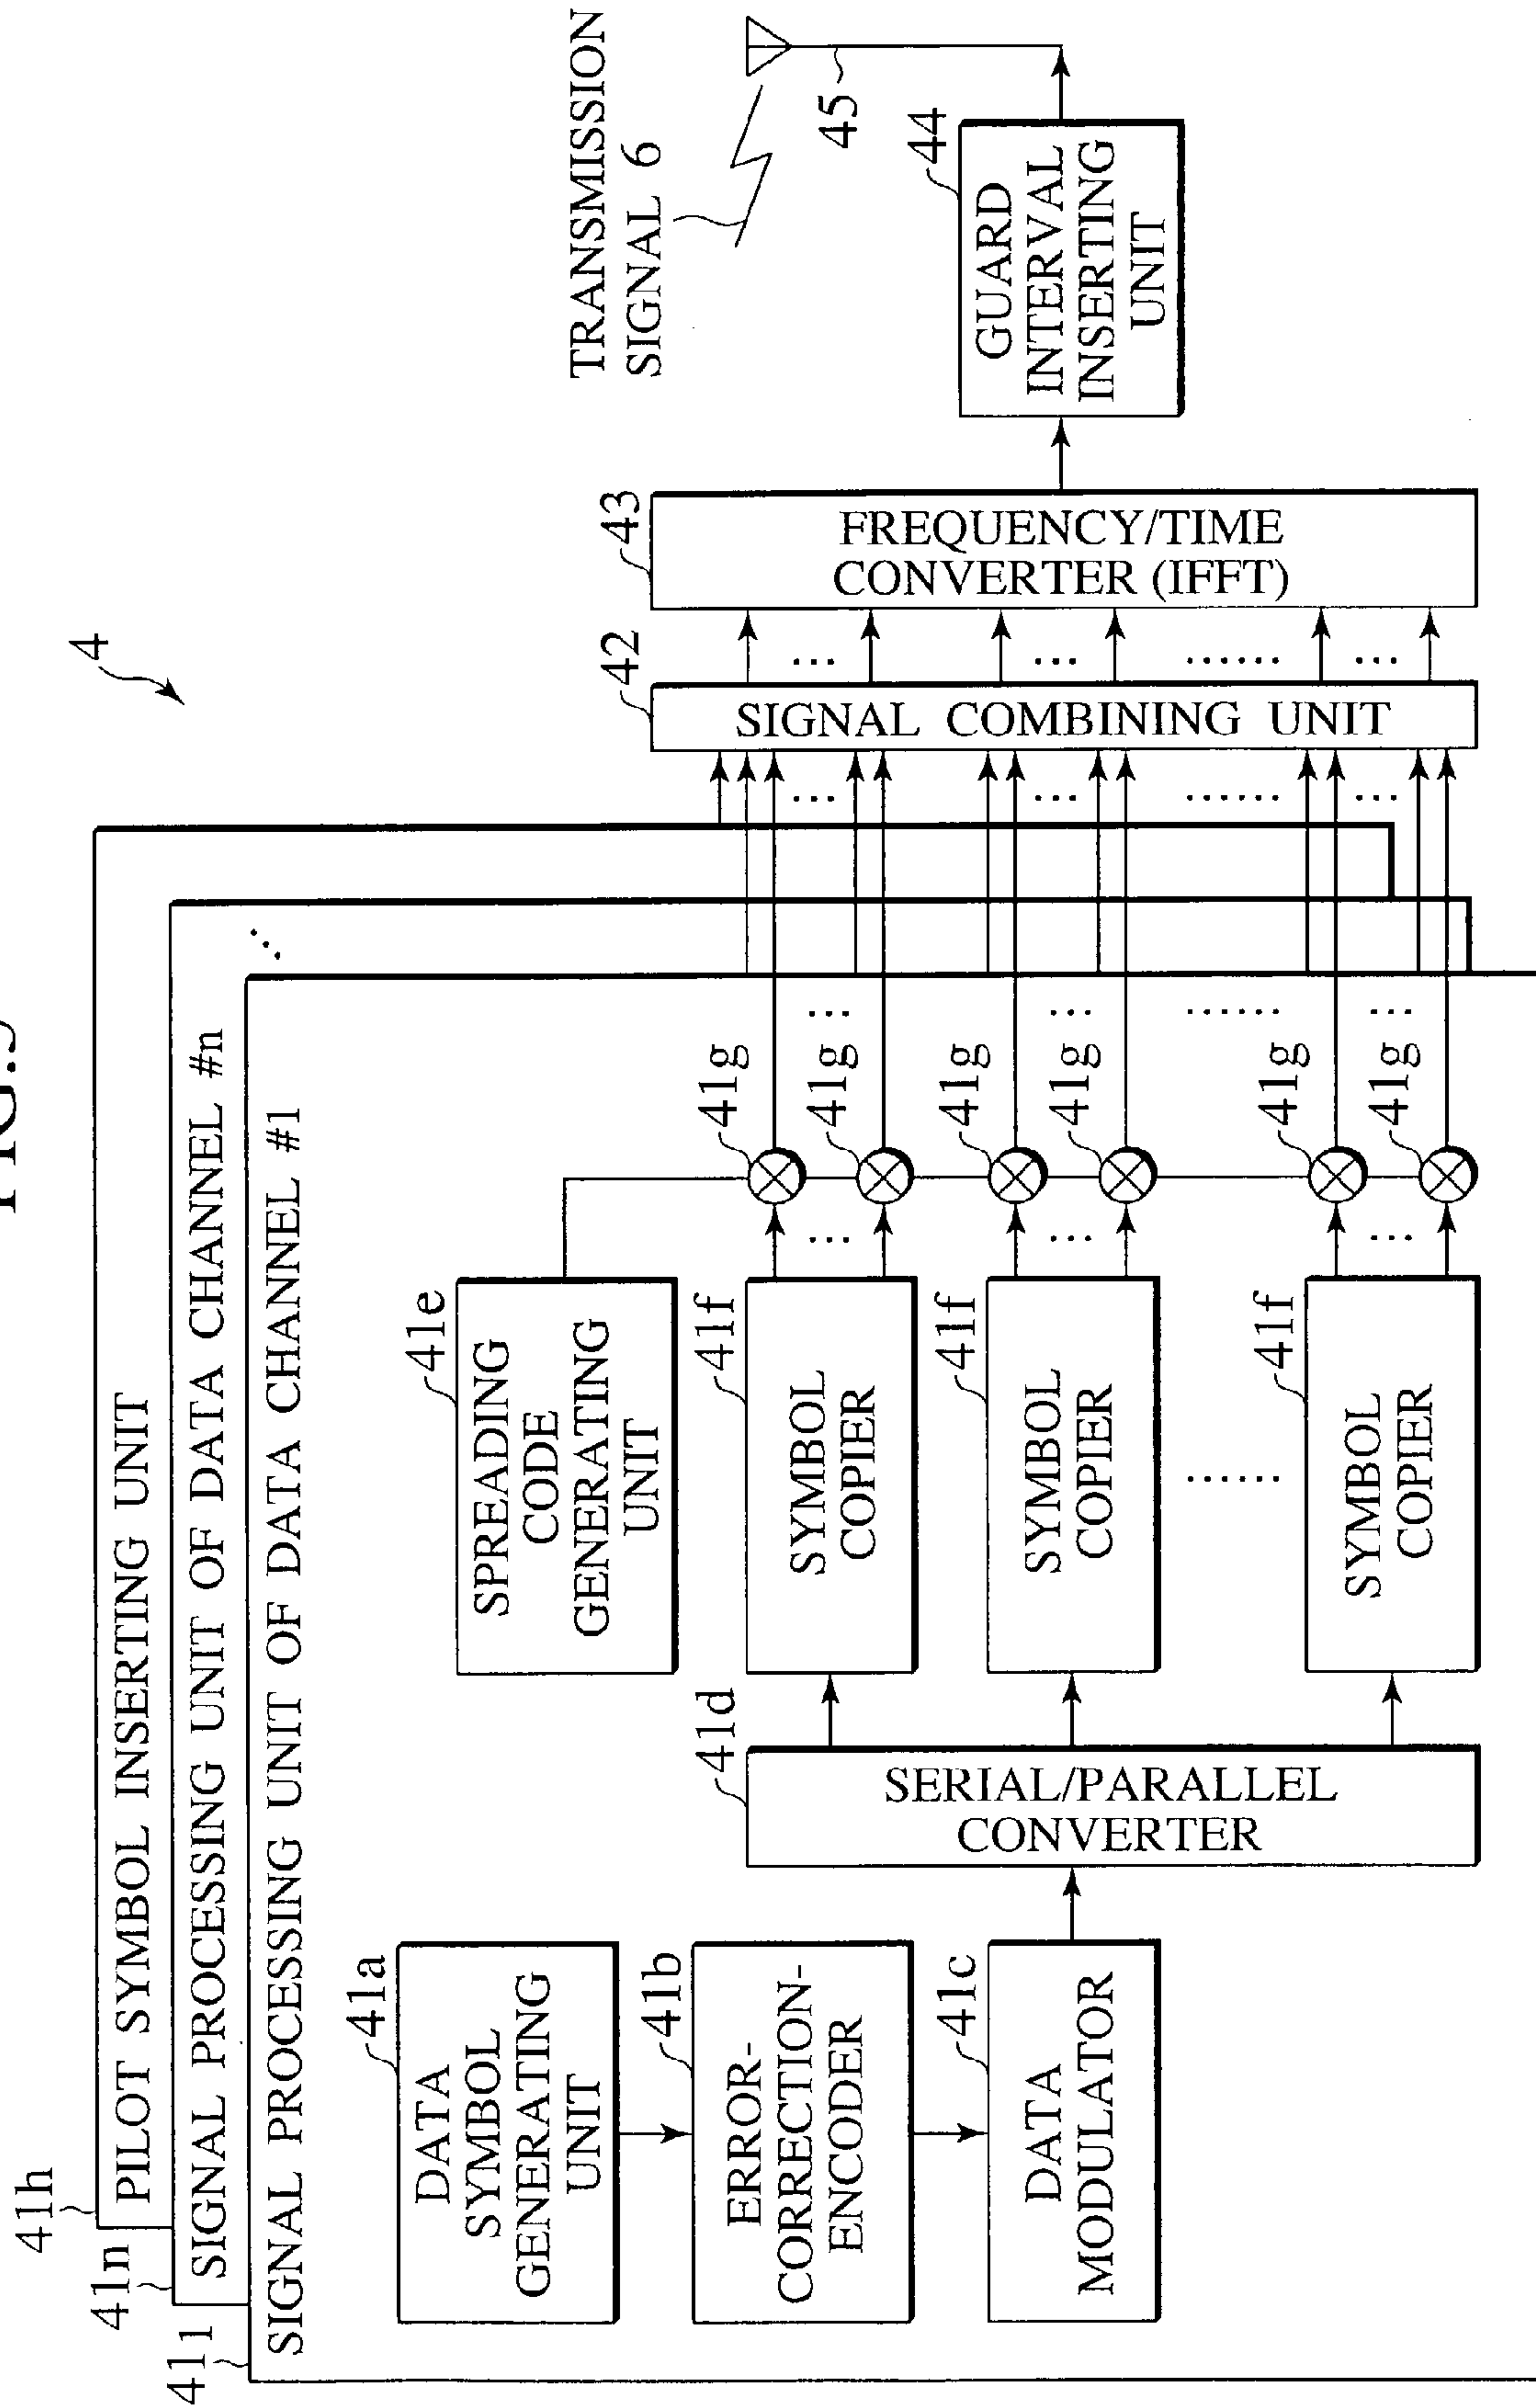 4
41h
PILOT SYMBOL INSERTING UNIT
41n
SIGNAL PROCESSING UNIT OF DATA CHANNEL #n
411
SIGNAL PROCESSING UNIT OF DATA CHANNEL #1
41a
DATA
SYMBOL
GENERATING
UNIT
41b
ERROR-
CORRECTION-
ENCODER
41c
DATA
MODULATOR
41d
SERIAL/PARALLEL
CONVERTER
41e
SPREADING
CODE
GENERATING
UNIT
41f
SYMBOL
COPIER
41f
SYMBOL
COPIER
41f
SYMBOL
COPIER
41g
41g
41g
41g
41g
41g
42
SIGNAL COMBINING UNIT
43
FREQUENCY/TIME
CONVERTER (IFFT)
44
GUARD
INTERVAL
INSERTING
UNIT
45
TRANSMISSION
SIGNAL 6